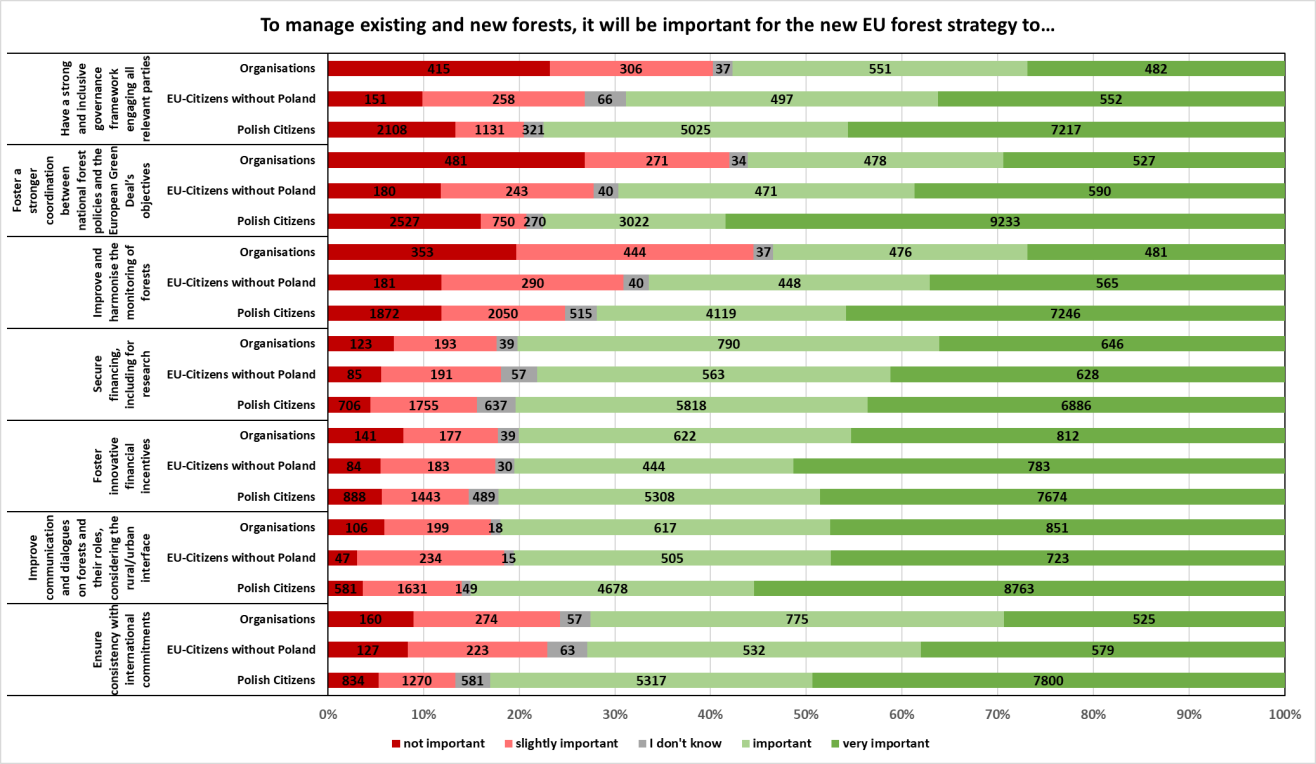 To manage existing and new forests, it will be important for the new EU forest strategy to...
Have a strong
and inclusive
governance
framework
engaging all
relevant parties
Organisations
415 306 37 551 482
EU-Citizens without Poland
151 258 66 497 552
Polish Citizens
2108 1131 321 5025 7217
Foster a
stronger
coordination
between
national forest
policies and the
European Green
Deal's
objectives
Organisations
481 271 34 478 527
EU-Citizens without Poland
180 243 40 471 590
Polish Citizens
2527 750 270 3022 9233
Improve and
harmonise the
monitoring of
forests
Organisations
353 444 37 476 481
EU-Citizens without Poland
181 290 40 448 565
Polish Citizens
1872 2050 515 4119 7246
Secure
financing,
including for
research
Organisations
123 193 39 790 646
EU-Citizens without Poland
85 191 57 563 628
Polish Citizens
706 1755 637 5818 6886
Foster
innovative
financial
incentives
Organisations
141 177 39 622 812
EU-Citizens without Poland
84 183 30 444 783
Polish Citizens
888 1443 489 5308 7674
Improve
communication
and dialogues
on forests and
their roles,
considering the
rural/urban
interface
Organisations
106 199 18 617 851
EU-Citizens without Poland
47 234 15 505 723
Polish Citizens
581 1631 149 4678 8763
Ensure
consistency with
international
commitments
Organisations
160 274 57 775 525
EU-Citizens without Poland
127 223 63 532 579
Polish Citizens
834 1270 581 5317 7800
0% 10% 20% 30% 40% 50% 60% 70% 80% 90% 100%
not important slightly important I don't know important very important